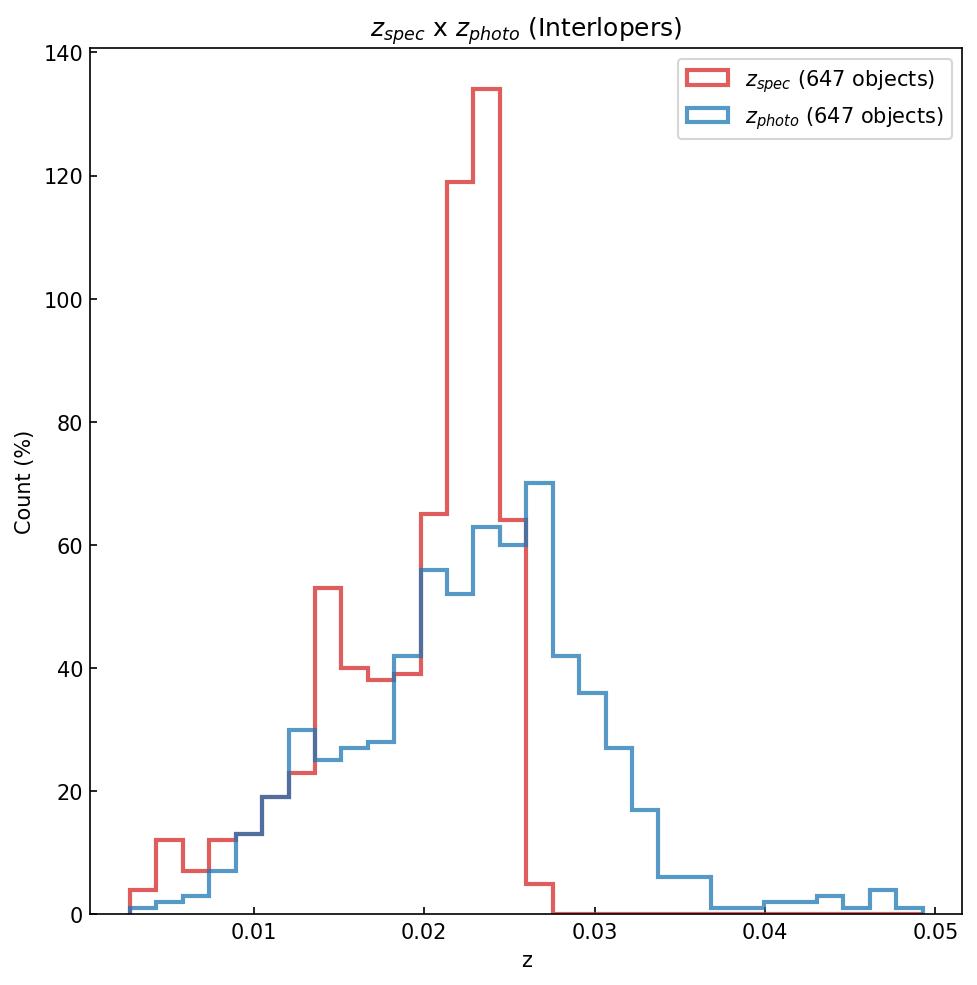 z_spec x z_photo (Interlopers)
z_spec (647 objects)
z_photo (647 objects)
140
120
100
80
60
40
20
0
Count (%)
0.01 0.02 0.03 0.04 0.05
z